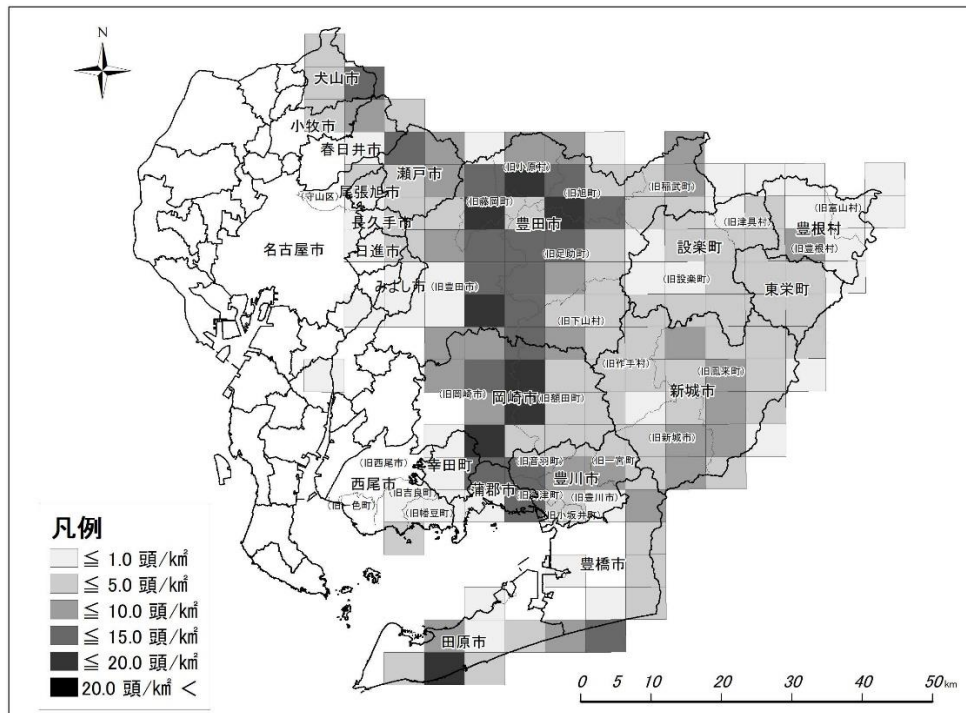 N
犬山市
小牧市
春日井市
瀬戸市
(旧小原村)
(旧稲武町)
(守山区)
尾張旭市
(旧藤岡町)
(旧旭町)
(旧津具村)
(旧富山村)
長久手市
豊田市
豊根村
名古屋市
日進市
(旧足助町)
設楽町
(旧豊根村)
みよし市
(旧豊田市)
(旧設楽町)
東栄町
(旧下山村)
(旧作手村)
(旧鳳来町)
(旧岡崎市)
岡崎市
(旧額田町)
新城市
(旧新城市)
(旧西尾市)
幸田町
(旧音羽町)
(旧一宮町)
西尾市
(旧吉良町)
蒲郡市
豊川市
(旧一色町)
(旧幡豆町)
(旧御津町)
(旧豊川市)
(旧小坂井町)
豊橋市
田原市
凡例
≦ 1.0 頭/k㎡
≦ 5.0 頭/k㎡
≦ 10.0 頭/k㎡
≦ 15.0 頭/k㎡
≦ 20.0 頭/k㎡
20.0 頭/k㎡ <
0 5 10 20 30 40 50km